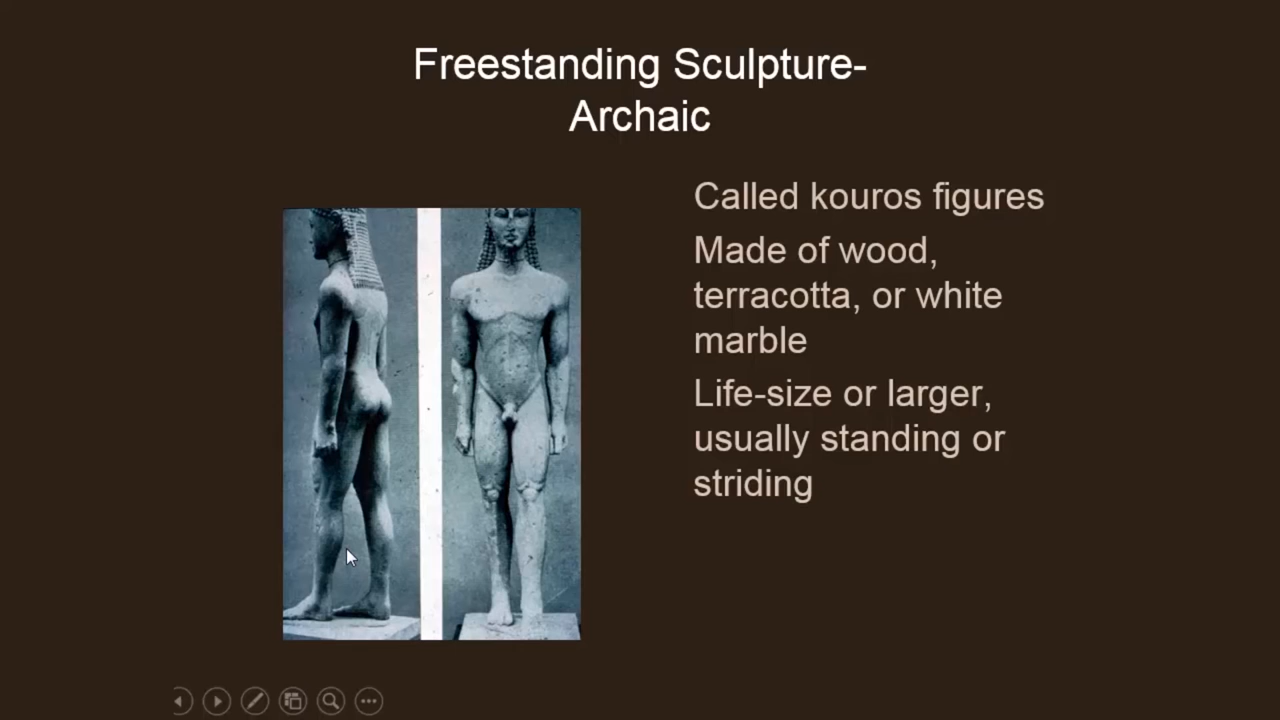 Freestanding Sculpture-
Archaic
Called kouros figures
Made of wood,
terracotta, or white
marble
Life-size or larger,
usually standing or
striding